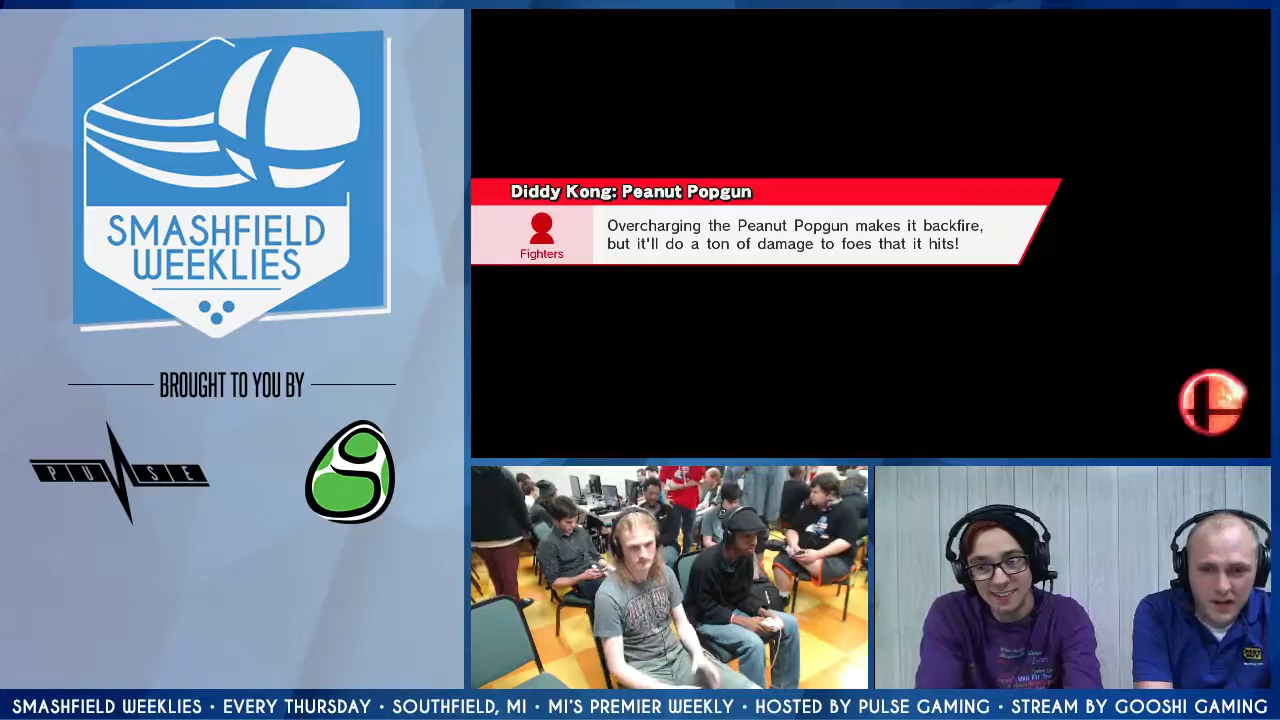 SMASHFIELD
WEEKLIES
BROUGHT TO YOU BY
PULSE
Diddy Kong: Peanut Popgun
Fighters
Overcharging the Peanut Popgun makes it backfire,
but it'll do a ton of damage to foes that it hits!
BEST BUY
SMASHFIELD WEEKLIES • EVERY THURSDAY • SOUTHFIELD, MI • MI'S PREMIER WEEKLY • HOSTED BY PULSE GAMING • STREAM BY GOOSHI GAMING